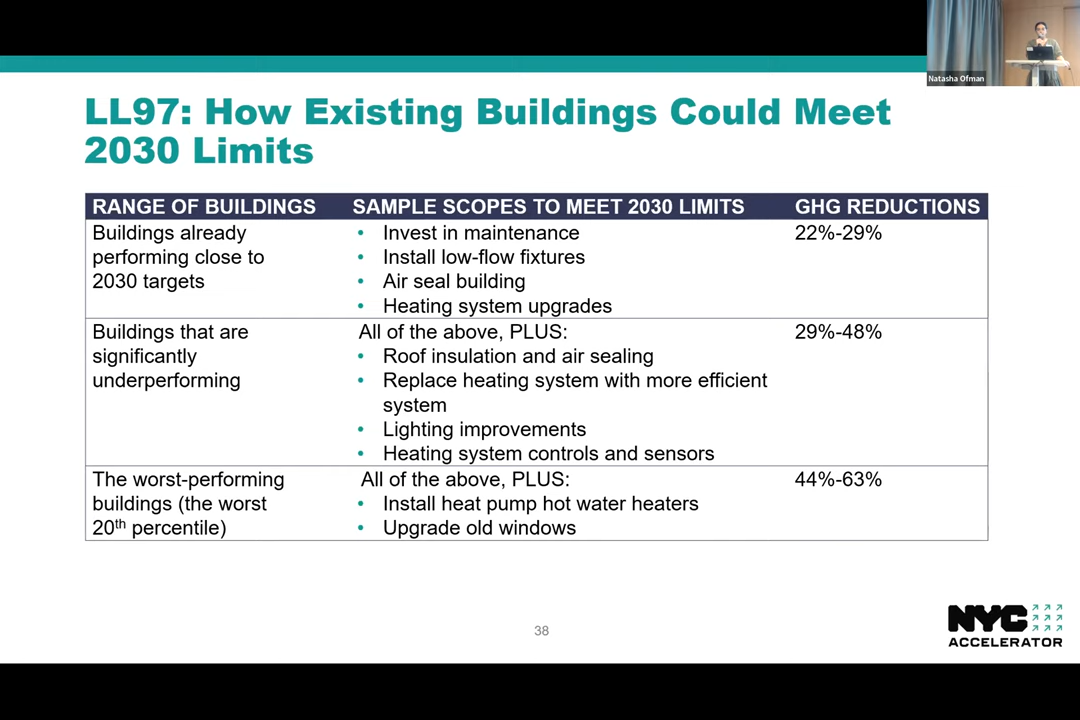 Natasha Ofman
LL97: How Existing Buildings Could Meet
2030 Limits
RANGE OF BUILDINGS SAMPLE SCOPES TO MEET 2030 LIMITS GHG REDUCTIONS
Buildings already
performing close to
2030 targets
• Invest in maintenance
• Install low-flow fixtures
• Air seal building
• Heating system upgrades
22%-29%
Buildings that are
significantly
underperforming
All of the above, PLUS:
• Roof insulation and air sealing
• Replace heating system with more efficient
system
• Lighting improvements
• Heating system controls and sensors
29%-48%
The worst-performing
buildings (the worst
20th percentile)
All of the above, PLUS:
• Install heat pump hot water heaters
• Upgrade old windows
44%-63%
38
NYC
ACCELERATOR